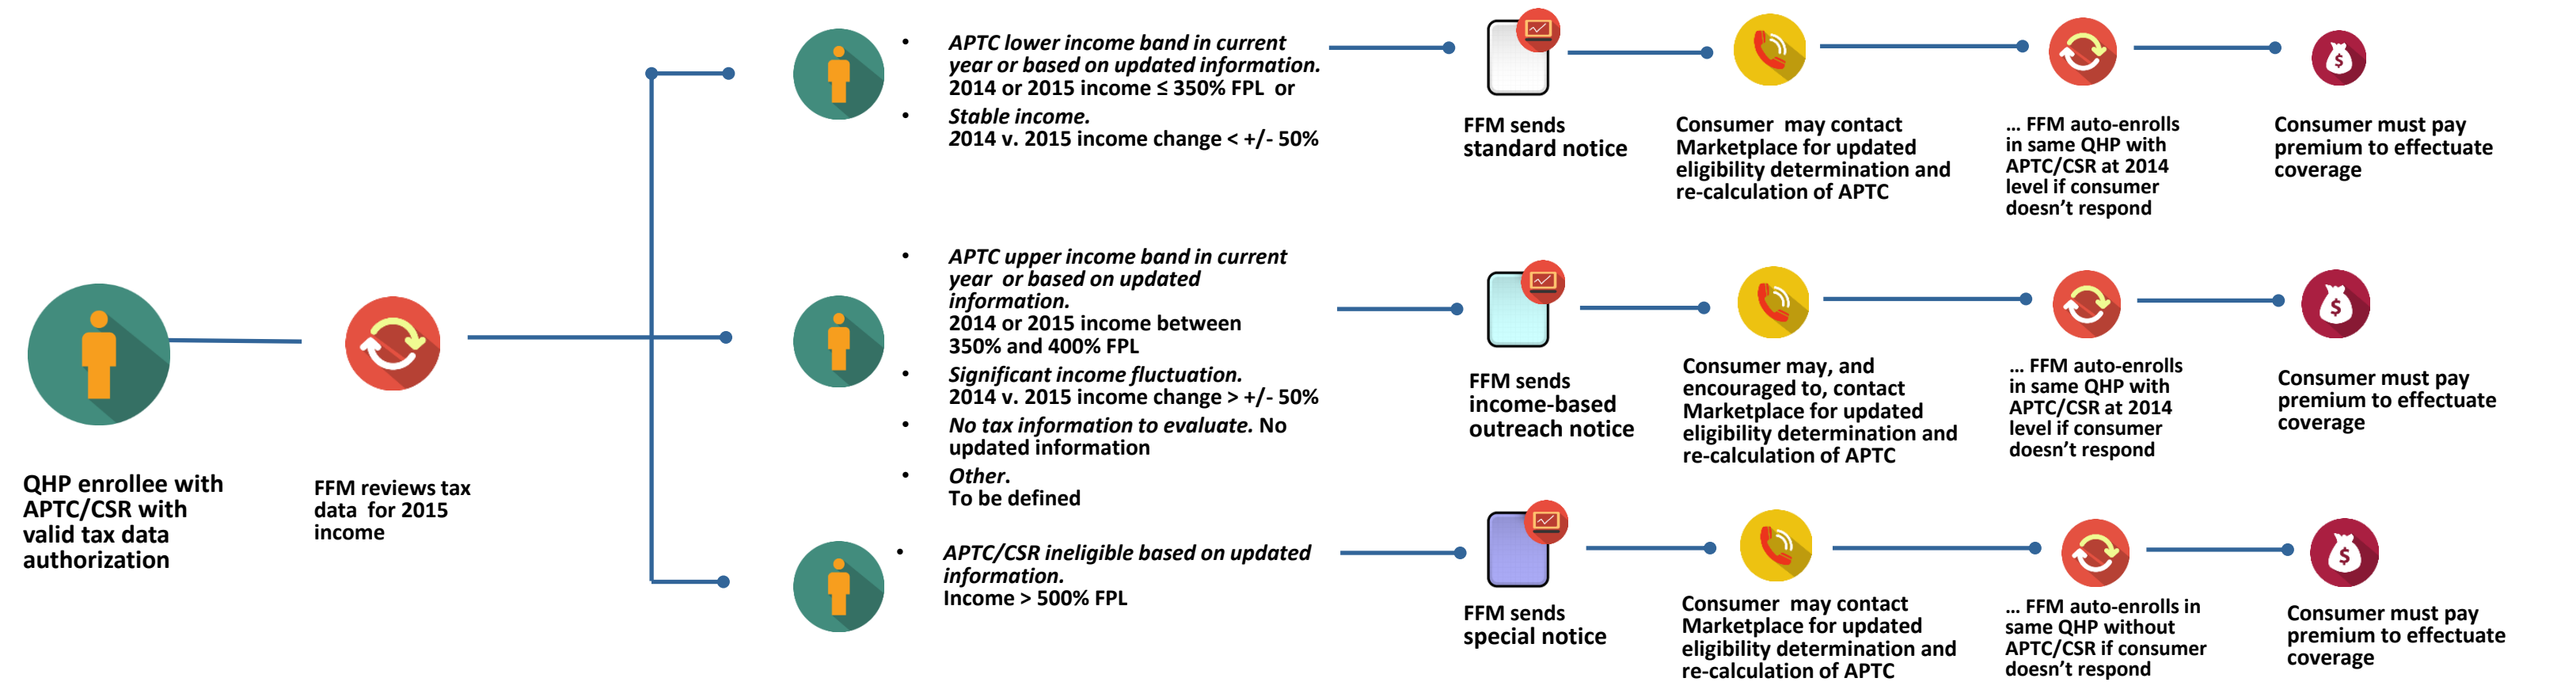 QHP enrollee with
APTC/CSR with
valid tax data
authorization
FFM reviews tax
data for 2015
income
• APTC lower income band in current
year or based on updated information.
2014 or 2015 income ≤ 350% FPL or
• Stable income.
2014 v. 2015 income change < +/- 50%
FFM sends
standard notice
Consumer may contact
Marketplace for updated
eligibility determination and
re-calculation of APTC
... FFM auto-enrolls
in same QHP with
APTC/CSR at 2014
level if consumer
doesn’t respond
Consumer must pay
premium to effectuate
coverage
• APTC upper income band in current
year or based on updated
information.
2014 or 2015 income between
350% and 400% FPL
• Significant income fluctuation.
2014 v. 2015 income change > +/- 50%
• No tax information to evaluate. No
updated information
• Other.
To be defined
FFM sends
income-based
outreach notice
Consumer may, and
encouraged to, contact
Marketplace for updated
eligibility determination and
re-calculation of APTC
... FFM auto-enrolls
in same QHP with
APTC/CSR at 2014
level if consumer
doesn’t respond
Consumer must pay
premium to effectuate
coverage
• APTC/CSR ineligible based on updated
information.
Income > 500% FPL
FFM sends
special notice
Consumer may contact
Marketplace for updated
eligibility determination and
re-calculation of APTC
... FFM auto-enrolls in
same QHP without
APTC/CSR if consumer
doesn’t respond
Consumer must pay
premium to effectuate
coverage
$
$
$